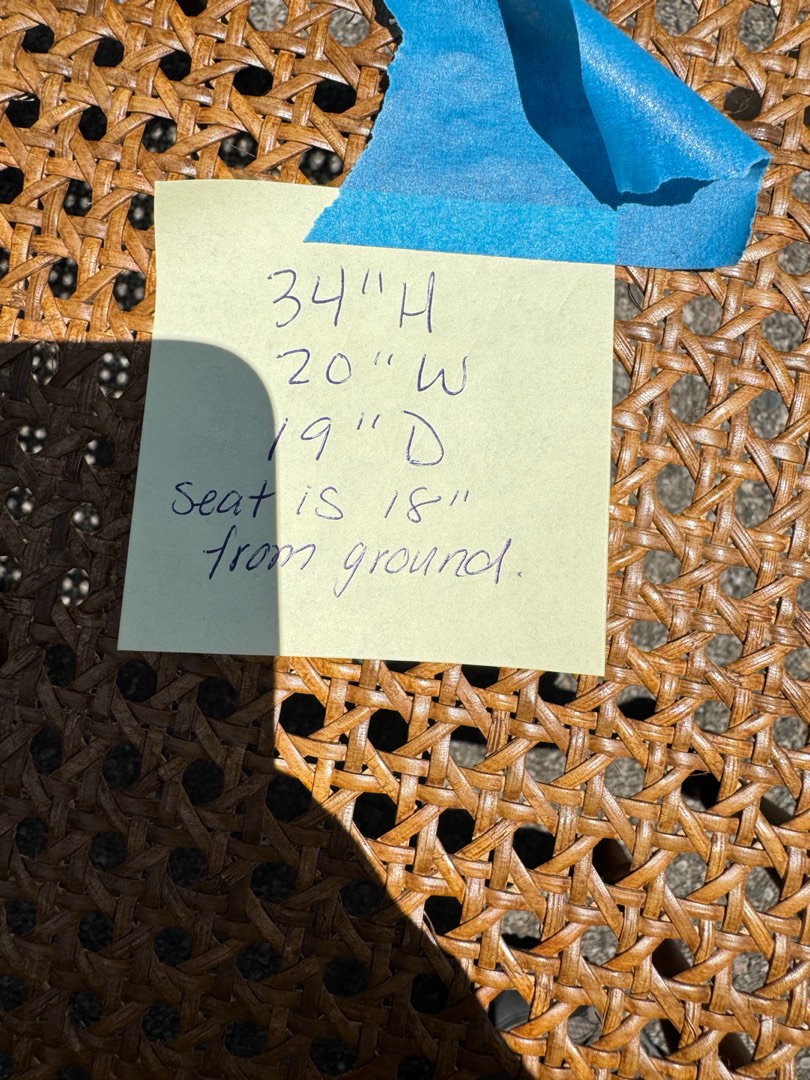 34" H
20" W
19" D
Seat is 18"
from ground.